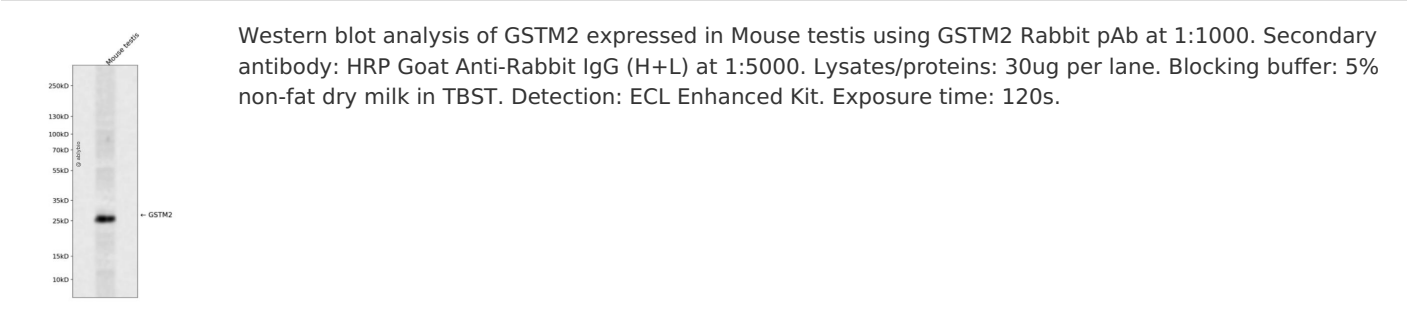 Mouse testis
Western blot analysis of GSTM2 expressed in Mouse testis using GSTM2 Rabbit pAb at 1:1000. Secondary
antibody: HRP Goat Anti-Rabbit IgG (H+L) at 1:5000. Lysates/proteins: 30ug per lane. Blocking buffer: 5%
non-fat dry milk in TBST. Detection: ECL Enhanced Kit. Exposure time: 120s.
250kD
130kD
100kD
70kD
55kD
35kD
← GSTM2
25kD
15kD
10kD